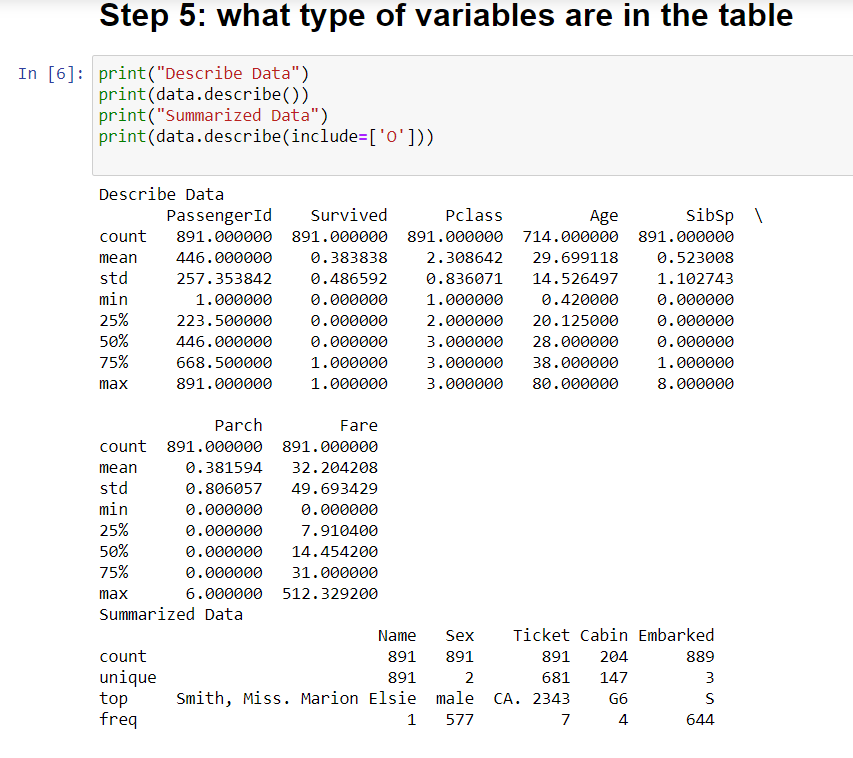 Step 5: what type of variables are in the table
In [6]: print("Describe Data")
print(data.describe())
print("Summarized Data")
print(data.describe(include=['O']))
Describe Data
PassengerId Survived Pclass Age SibSp \
count 891.000000 891.000000 891.000000 714.000000 891.000000
mean 446.000000 0.383838 2.308642 29.699118 0.523008
std 257.353842 0.486592 0.836071 14.526497 1.102743
min 1.000000 0.000000 1.000000 0.420000 0.000000
25% 223.500000 0.000000 2.000000 20.125000 0.000000
50% 446.000000 0.000000 3.000000 28.000000 0.000000
75% 668.500000 1.000000 3.000000 38.000000 1.000000
max 891.000000 1.000000 3.000000 80.000000 8.000000
Parch Fare
count 891.000000 891.000000
mean 0.381594 32.204208
std 0.806057 49.693429
min 0.000000 0.000000
25% 0.000000 7.910400
50% 0.000000 14.454200
75% 0.000000 31.000000
max 6.000000 512.329200
Summarized Data
Name Sex Ticket Cabin Embarked
count 891 891 891 204 889
unique 891 2 681 147 3
top Smith, Miss. Marion Elsie male CA. 2343 G6 S
freq 1 577 7 4 644